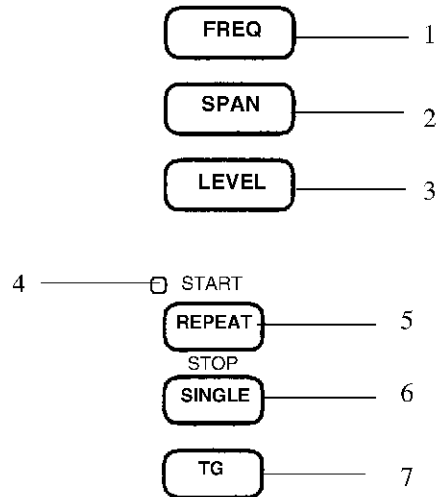 FREQ 1
SPAN 2
LEVEL 3
4 START
REPEAT 5
STOP
SINGLE 6
TG 7